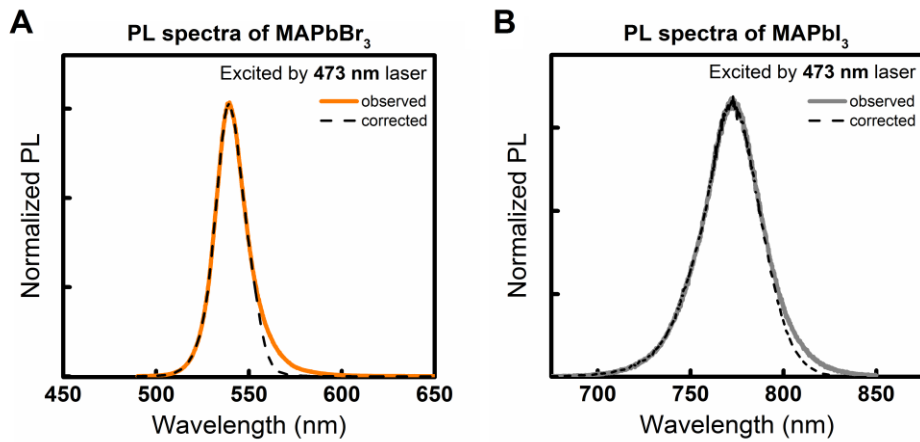 A
PL spectra of MAPbBr₃
Excited by 473 nm laser
observed
corrected
Normalized PL
450 500 550 600 650
Wavelength (nm)
B
PL spectra of MAPbI₃
Excited by 473 nm laser
observed
corrected
Normalized PL
700 750 800 850
Wavelength (nm)